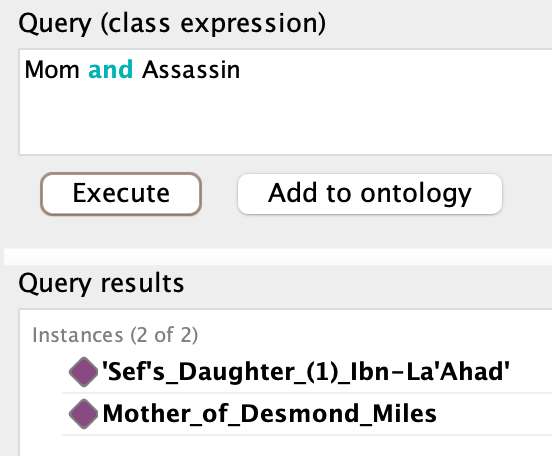 Query (class expression)
Mom and Assassin
Execute
Add to ontology
Query results
Instances (2 of 2)
'Sef's_Daughter_(1)_Ibn-La'Ahad'
Mother_of_Desmond_Miles